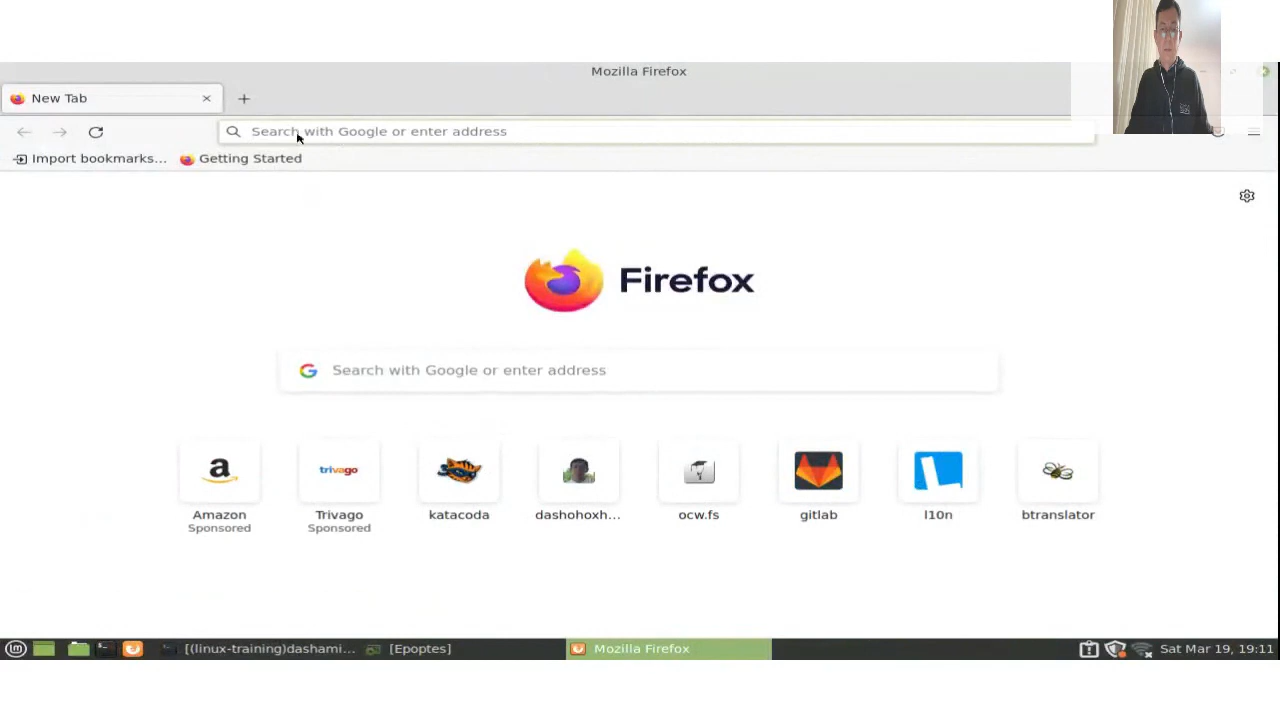 Mozilla Firefox
New Tab
Search with Google or enter address
Import bookmarks...
Getting Started
Firefox
Search with Google or enter address
a
trivago
Amazon
Sponsored
Trivago
Sponsored
katacoda
dashohoxh...
ocw.fs
gitlab
l10n
btranslator
[(linux-training)dashami...
[Epoptes]
Mozilla Firefox
Sat Mar 19, 19:11